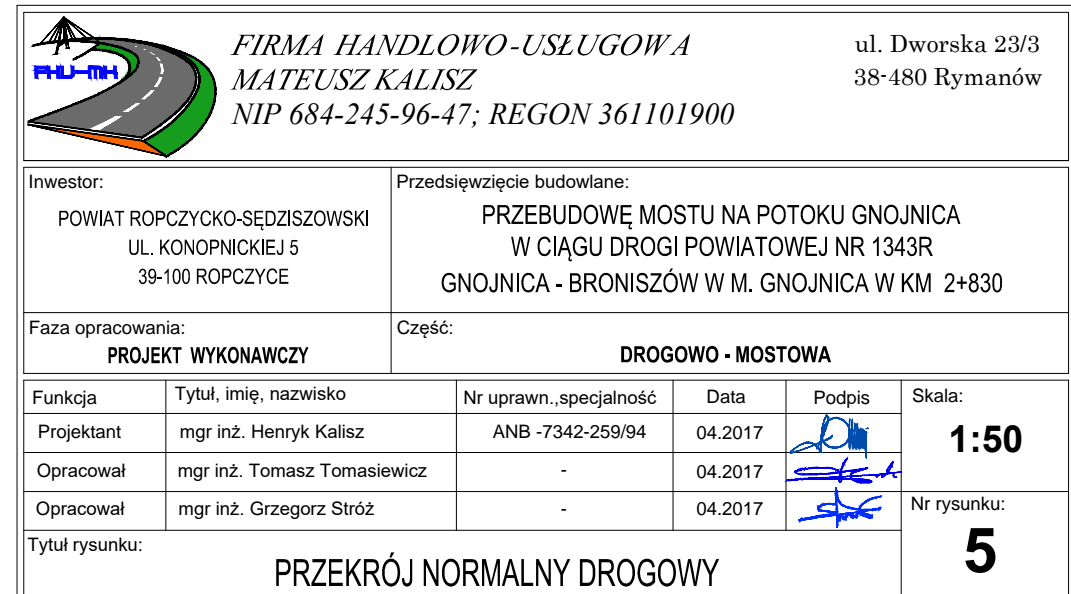 PHU-MK
FIRMA HANDLOWO-USŁUGOWA
MATEUSZ KALISZ
NIP 684-245-96-47; REGON 361101900
ul. Dworska 23/3
38-480 Rymanów
Inwestor:
POWIAT ROPCZYCKO-SĘDZISZOWSKI
UL. KONOPNICKIEJ 5
39-100 ROPCZYCE
Przedsięwzięcie budowlane:
PRZEBUDOWĘ MOSTU NA POTOKU GNOJNICA
W CIĄGU DROGI POWIATOWEJ NR 1343R
GNOJNICA - BRONISZÓW W M. GNOJNICA W KM 2+830
Faza opracowania:
PROJEKT WYKONAWCZY
Część:
DROGOWO - MOSTOWA
Funkcja Tytuł, imię, nazwisko Nr uprawn.,specjalność Data Podpis
Projektant mgr inż. Henryk Kalisz ANB -7342-259/94 04.2017
Opracował mgr inż. Tomasz Tomasiewicz - 04.2017
Opracował mgr inż. Grzegorz Stróż - 04.2017
Skala:
1:50
Nr rysunku:
5
Tytuł rysunku:
PRZEKRÓJ NORMALNY DROGOWY